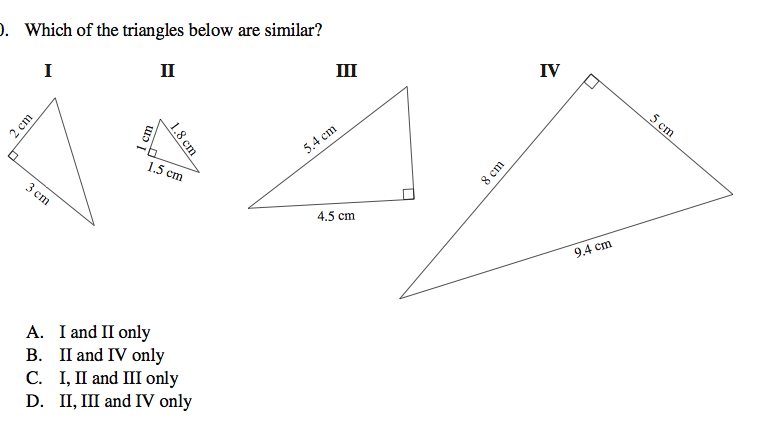 0. Which of the triangles below are similar?
I II III IV
2 cm
3 cm
1 cm
1.8 cm
1.5 cm
5.4 cm
4.5 cm
8 cm
5 cm
9.4 cm
A. I and II only
B. II and IV only
C. I, II and III only
D. II, III and IV only